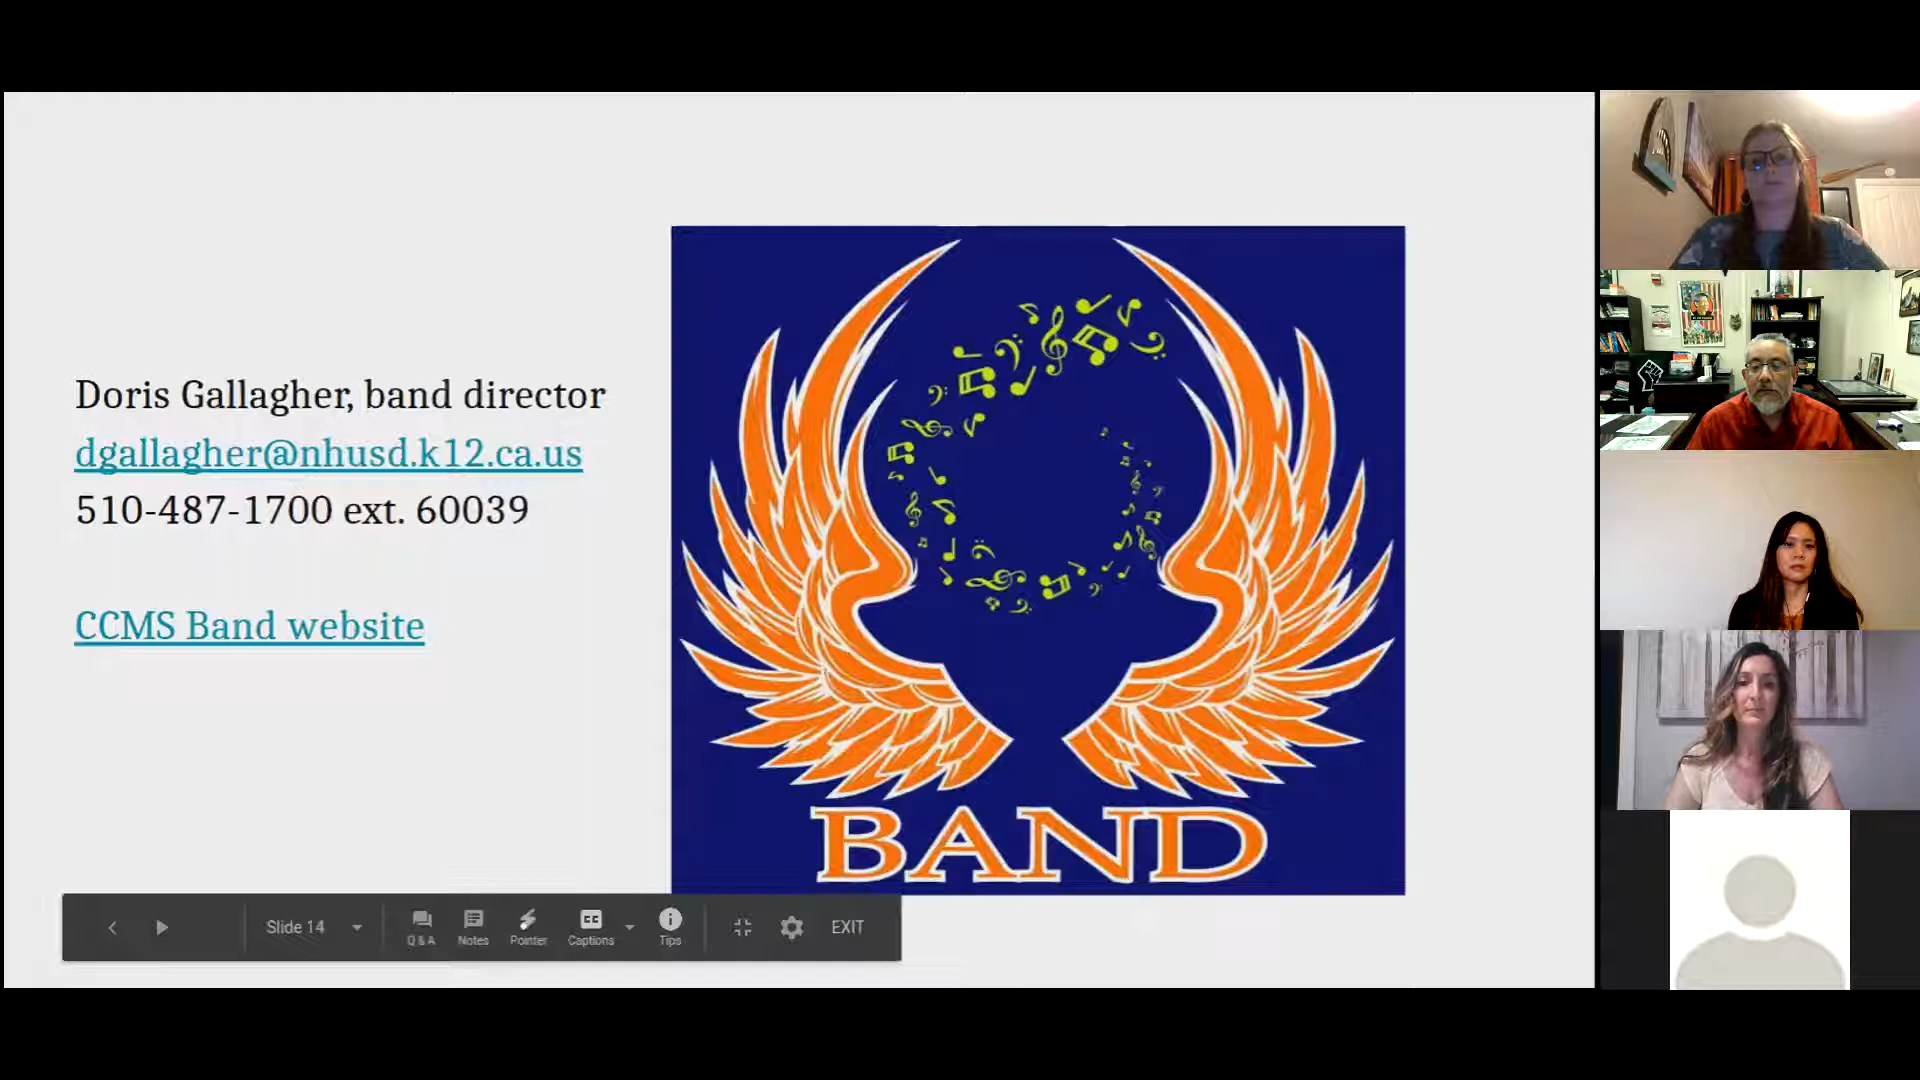 Doris Gallagher, band director
dgallagher@nhusd.k12.ca.us
510-487-1700 ext. 60039
CCMS Band website
BAND
Slide 14
Q & A
Notes
Pointer
Captions
Tips
EXIT